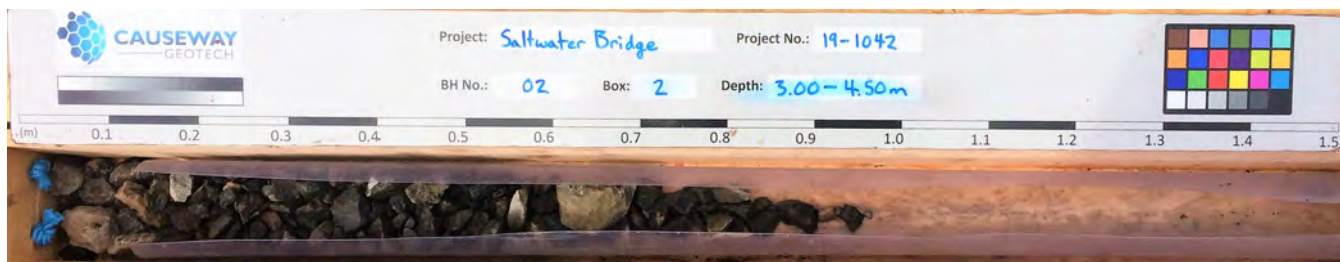 CAUSEWAY
GEOTECH
Project: Saltwater Bridge Project No.: 19-1042
BH No.: 02 Box: 2 Depth: 3.00-4.50m
(m) 0.1 0.2 0.3 0.4 0.5 0.6 0.7 0.8 0.9 1.0 1.1 1.2 1.3 1.4 1.5